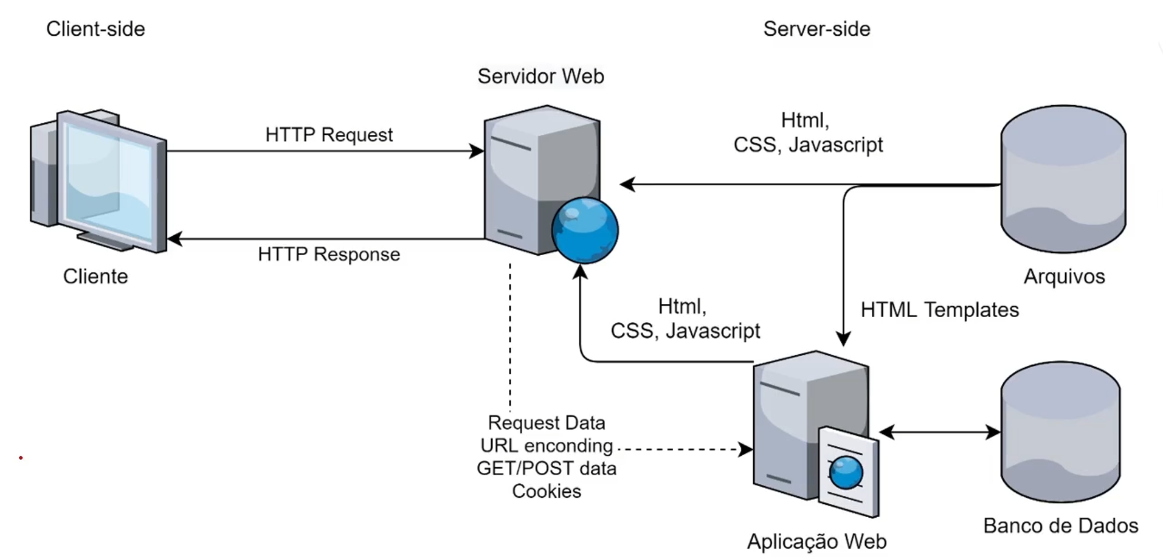 Client-side
Server-side
Servidor Web
HTTP Request
Html,
CSS, Javascript
HTTP Response
Cliente
Arquivos
Html,
CSS, Javascript
HTML Templates
Request Data
URL enconding
GET/POST data
Cookies
Banco de Dados
Aplicação Web